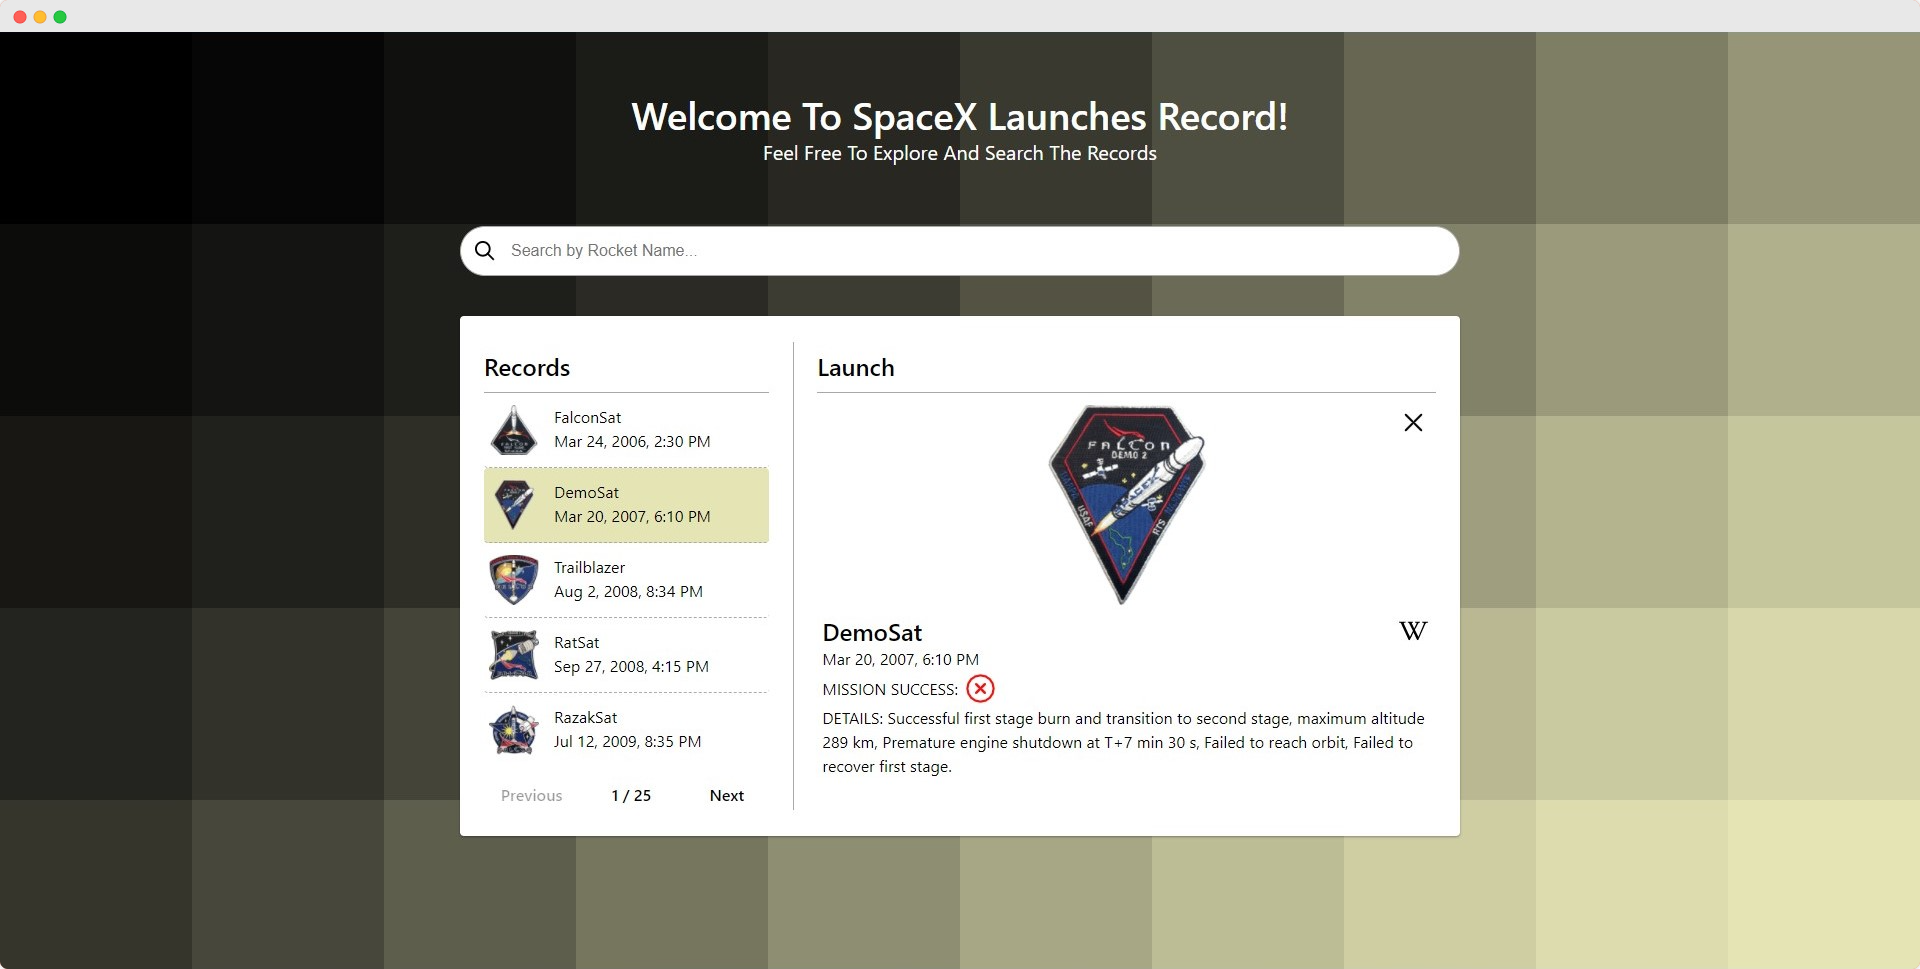 Welcome To SpaceX Launches Record!
Feel Free To Explore And Search The Records
Search by Rocket Name...
Records
FalconSat
Mar 24, 2006, 2:30 PM
DemoSat
Mar 20, 2007, 6:10 PM
Trailblazer
Aug 2, 2008, 8:34 PM
RatSat
Sep 27, 2008, 4:15 PM
RazakSat
Jul 12, 2009, 8:35 PM
Previous
1 / 25
Next
Launch
FALCON
DEMO 2
SPACEX
USAF
RTS
DemoSat
W
Mar 20, 2007, 6:10 PM
MISSION SUCCESS:
DETAILS: Successful first stage burn and transition to second stage, maximum altitude
289 km, Premature engine shutdown at T+7 min 30 s, Failed to reach orbit, Failed to
recover first stage.